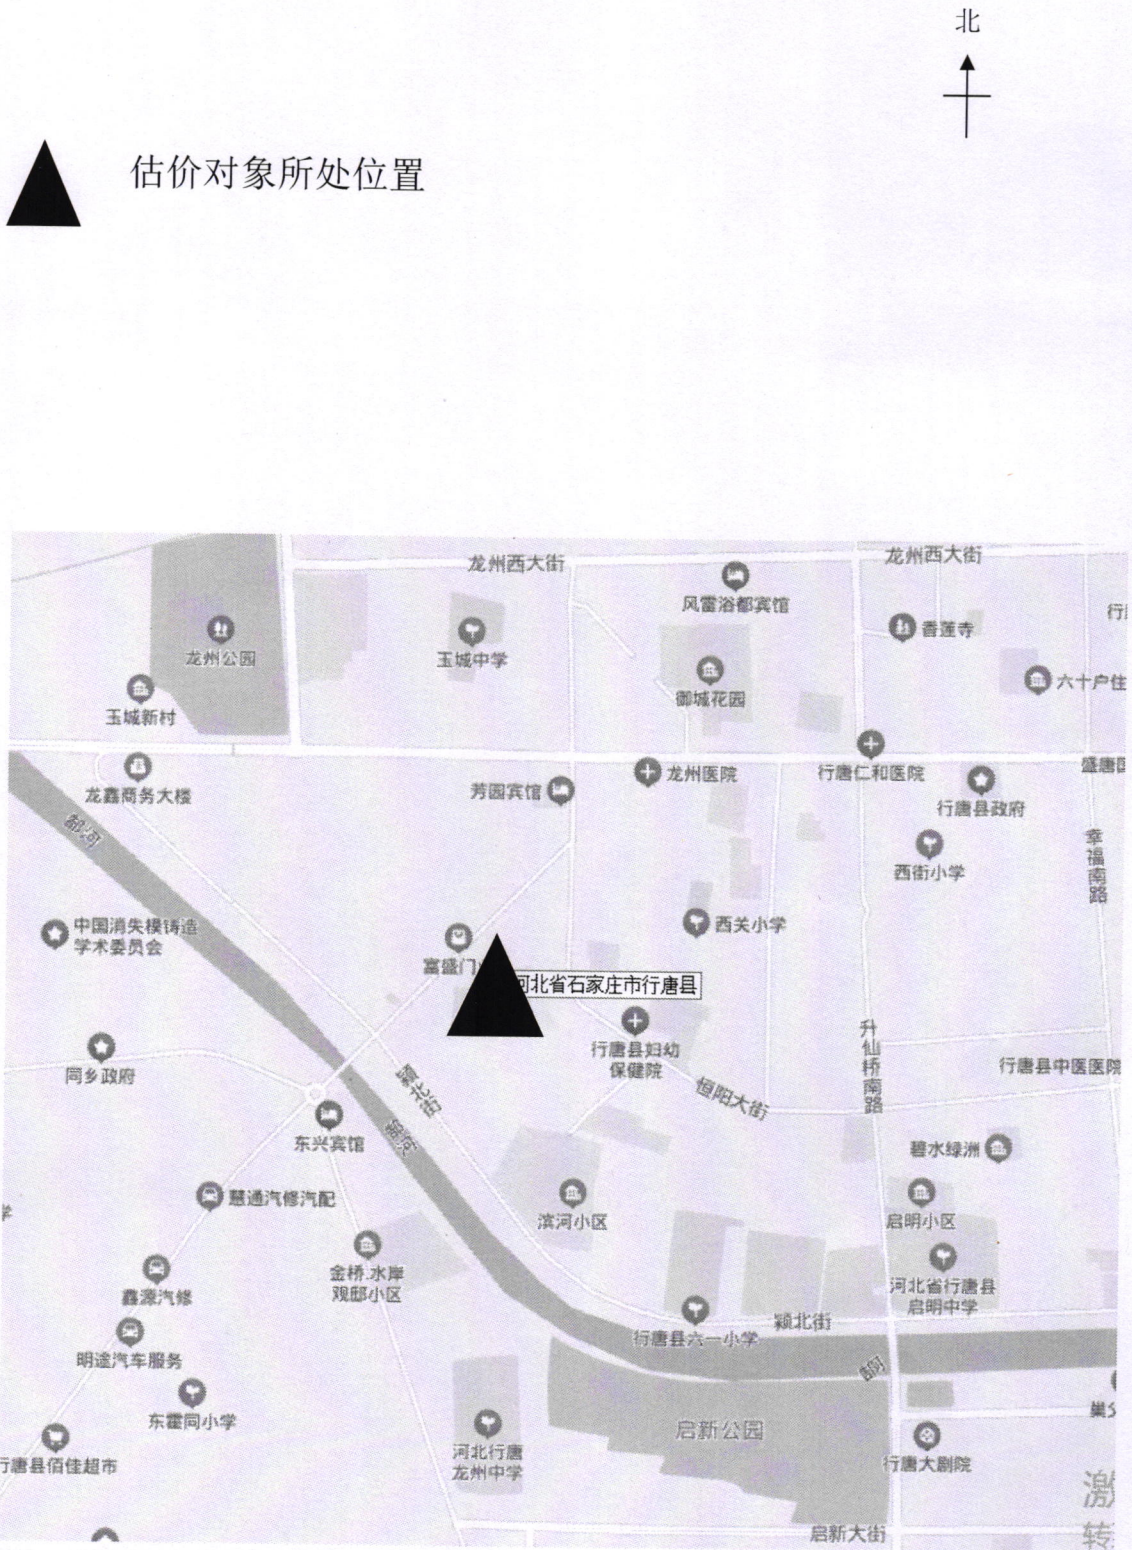 北
估价对象所处位置
龙州西大街
龙州西大街
风雷浴都宾馆
香莲寺
行
龙州公园
玉城中学
御城花园
六十户住
玉城新村
龙鑫商务大楼
芳园宾馆
龙州医院
行唐仁和医院
盛唐国
行唐县政府
郜河
西街小学
幸福南路
中国消失模铸造
学术委员会
西关小学
富盛门
河北省石家庄市行唐县
行唐县妇幼
保健院
升仙桥南路
同乡政府
行唐县中医医院
颍北街
恒阳大街
东兴宾馆
郜河
碧水绿洲
慧通汽修汽配
学
滨河小区
启明小区
金桥.水岸
观邸小区
河北省行唐县
启明中学
鑫源汽修
颍北街
行唐县六一小学
明途汽车服务
郜河
东霍同小学
巢父
启新公园
河北行唐
龙州中学
行唐县佰佳超市
行唐大剧院
激
转
启新大街